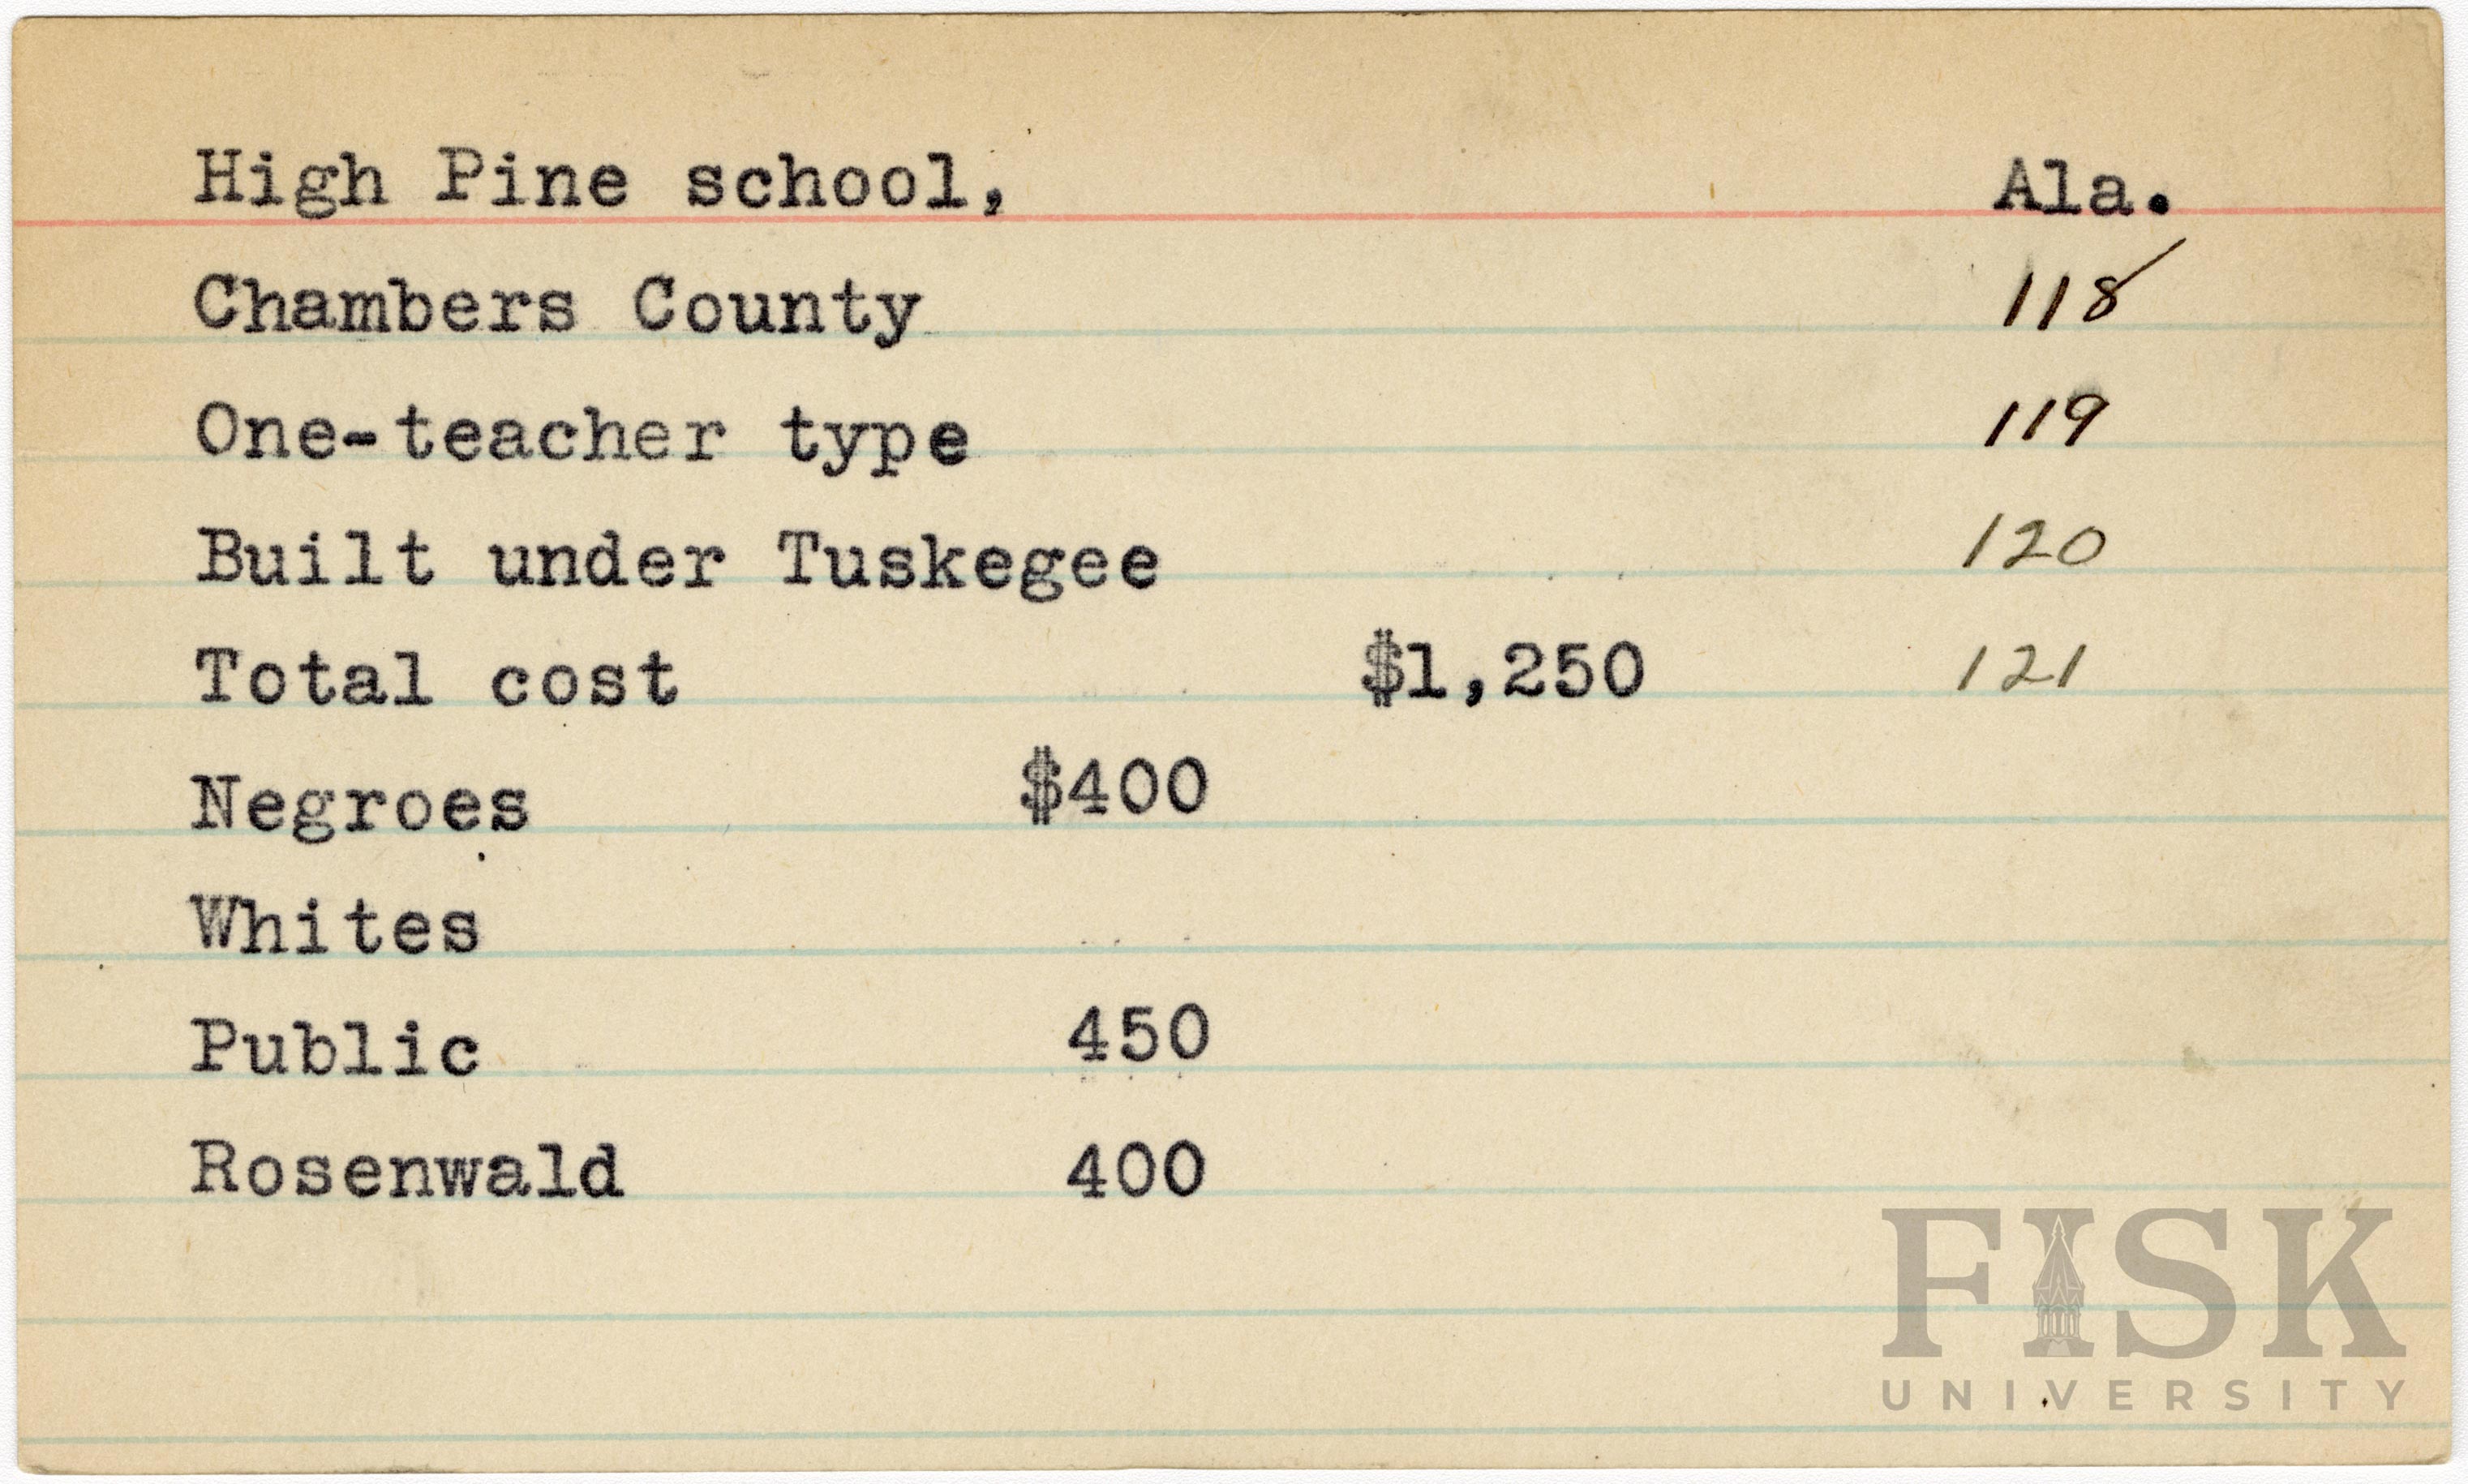 High Pine school, Ala.
Chambers County 118
One-teacher type 119
Built under Tuskegee 120
Total cost $1,250 121
Negroes $400
Whites
Public 450
Rosenwald 400
FISK
UNIVERSITY